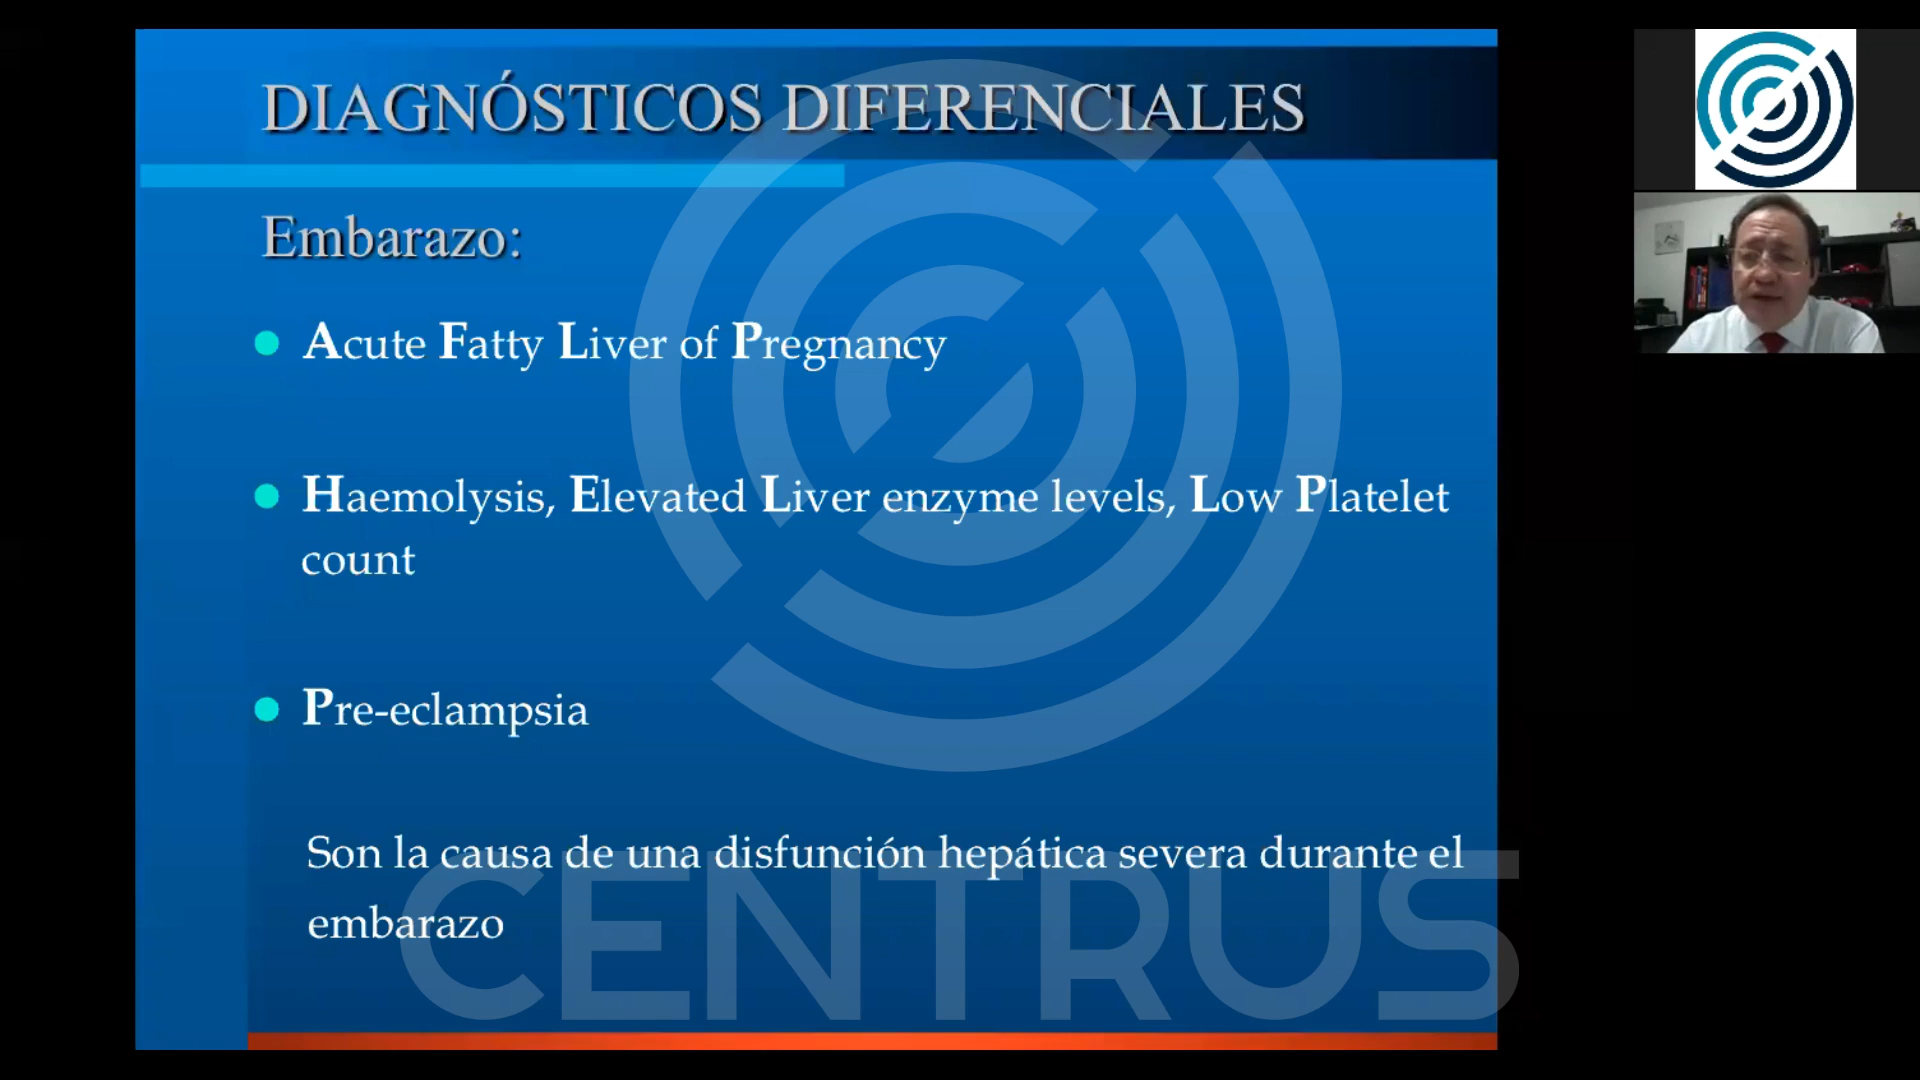 DIAGNÓSTICOS DIFERENCIALES
Embarazo:
Acute Fatty Liver of Pregnancy
Haemolysis, Elevated Liver enzyme levels, Low Platelet
count
Pre-eclampsia
Son la causa de una disfunción hepática severa durante el
embarazo
CENTRUS